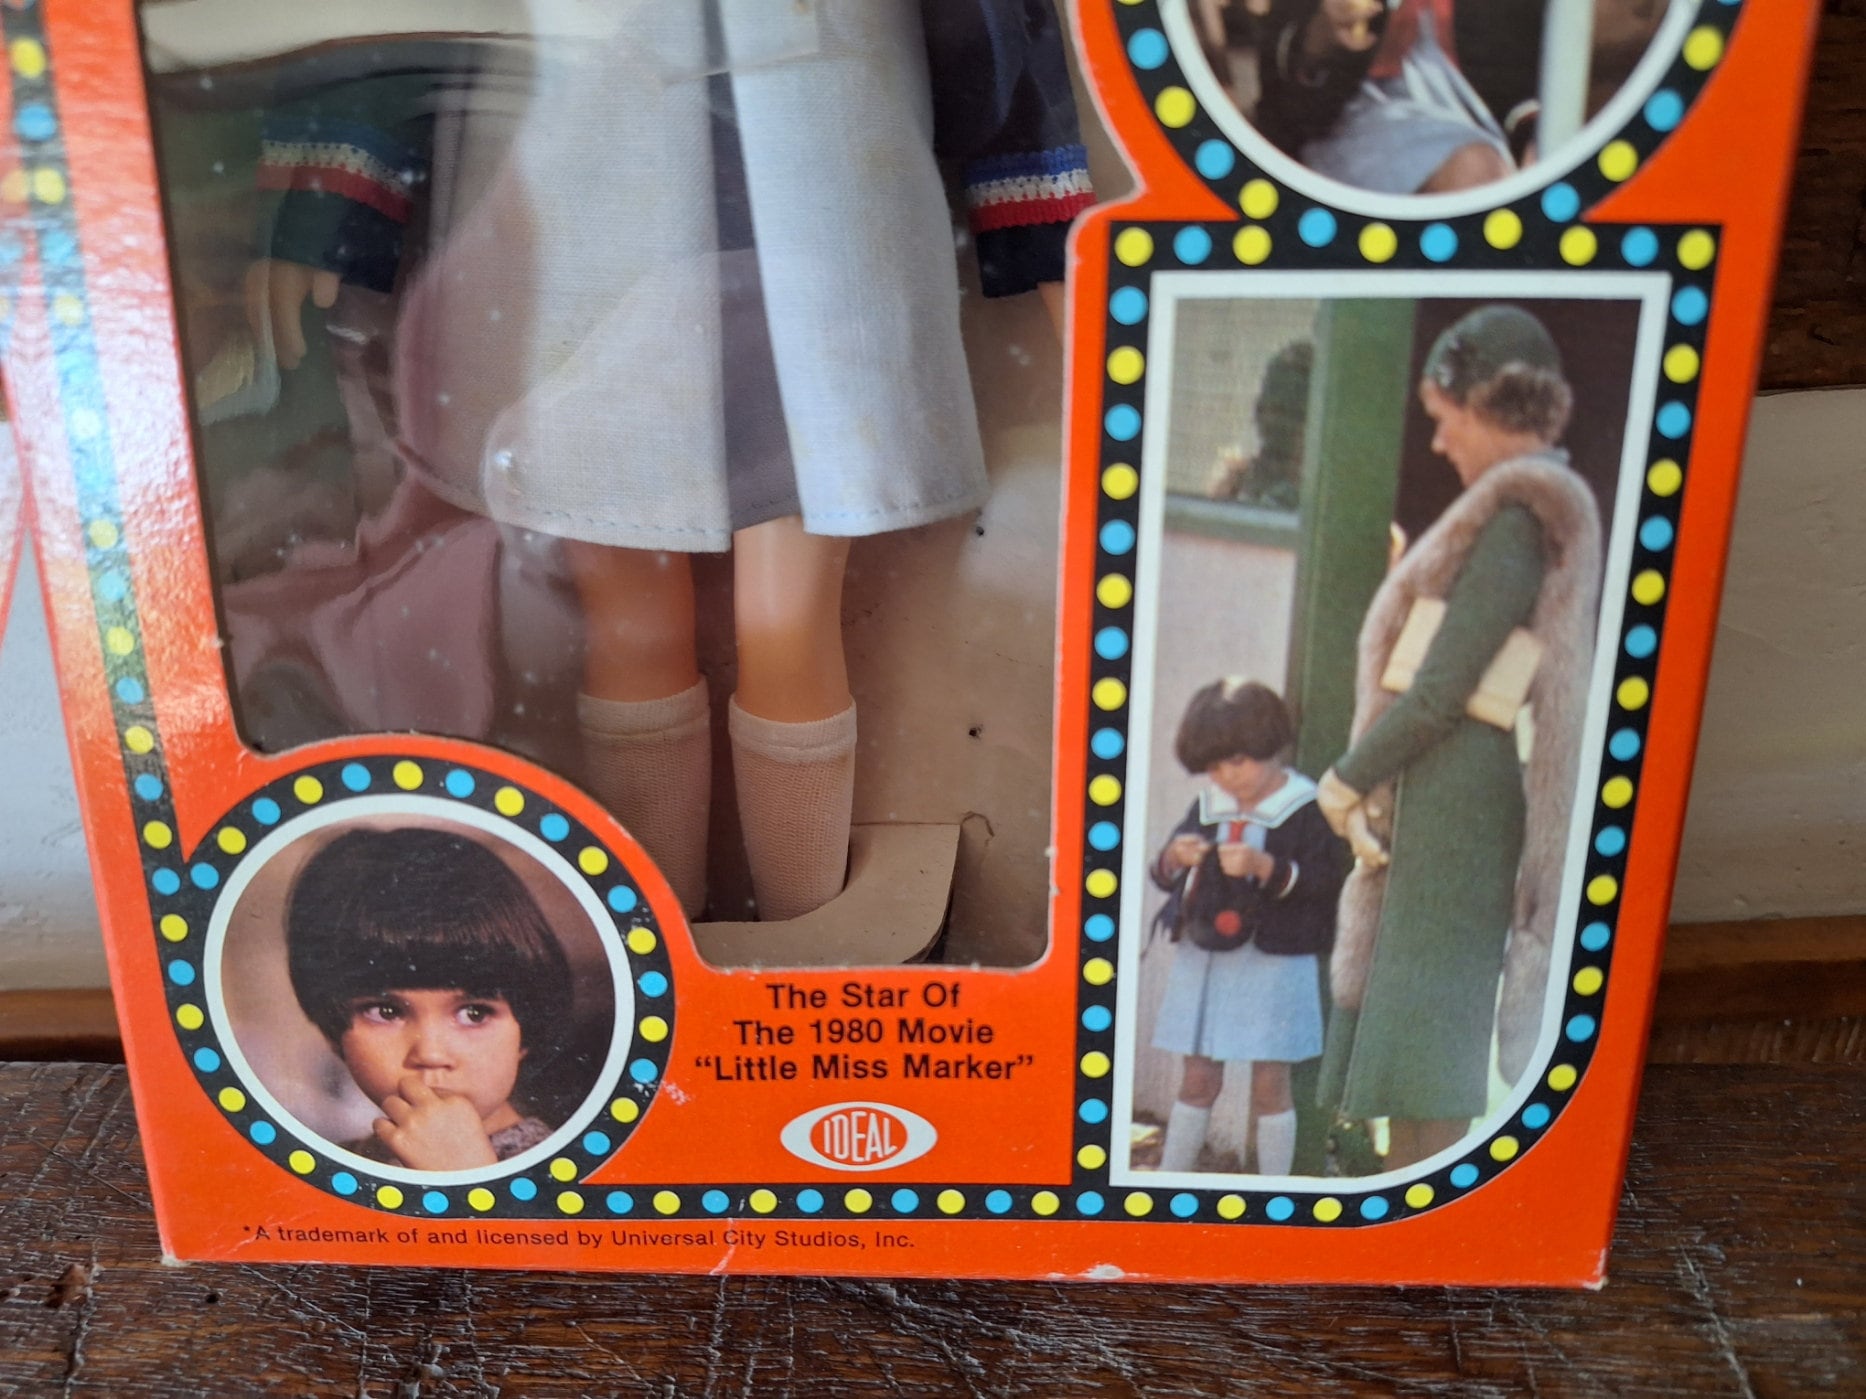 The Star Of
The 1980 Movie
“Little Miss Marker”
IDEAL
*A trademark of and licensed by Universal City Studios, Inc.